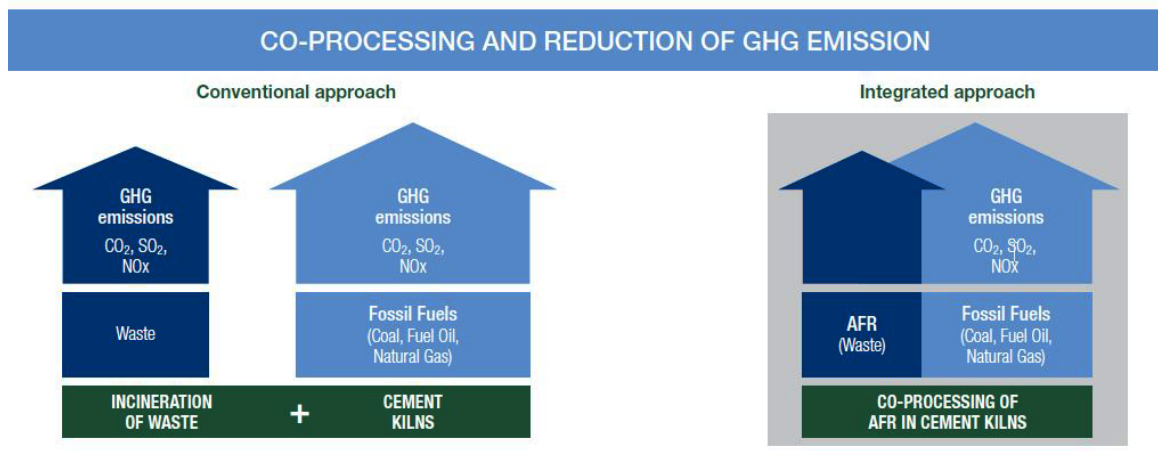 CO-PROCESSING AND REDUCTION OF GHG EMISSION
Conventional approach
GHG
emissions
CO₂, SO₂,
NOx
Waste
INCINERATION
OF WASTE
+
GHG
emissions
CO₂, SO₂,
NOx
Fossil Fuels
(Coal, Fuel Oil,
Natural Gas)
CEMENT
KILNS
Integrated approach
GHG
emissions
CO₂, SO₂,
NOx
AFR
(Waste)
Fossil Fuels
(Coal, Fuel Oil,
Natural Gas)
CO-PROCESSING OF
AFR IN CEMENT KILNS